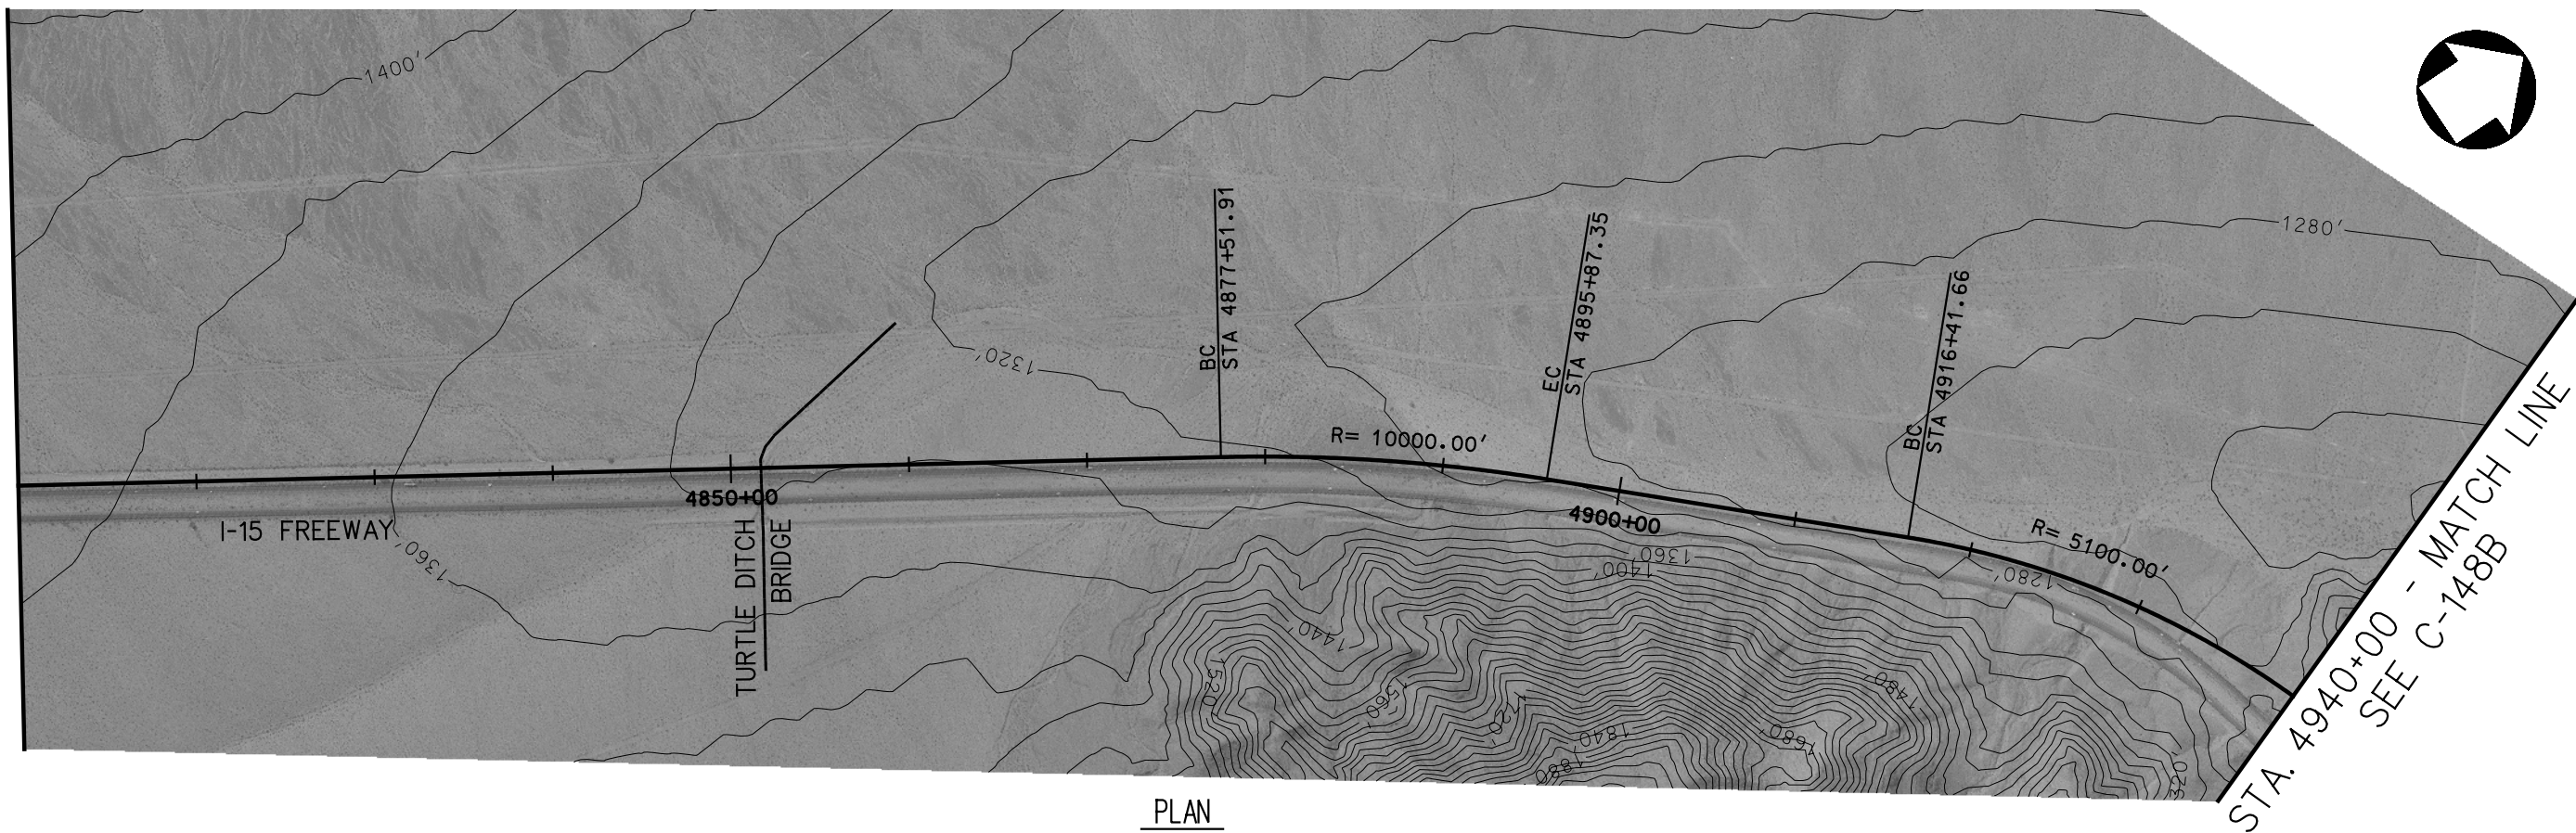 1400'
1280'
BC
STA 4877+51.91
EC
STA 4895+87.35
BC
STA 4916+41.66
1320'
R= 10000.00'
4850+00
4900+00
I-15 FREEWAY
1360'
TURTLE DITCH
BRIDGE
R= 5100.00'
1360'
1400'
1280'
1440'
1520'
1560'
1720'
1480'
1840'
1680'
1880'
STA. 4940+00 - MATCH LINE
SEE C-148B
PLAN